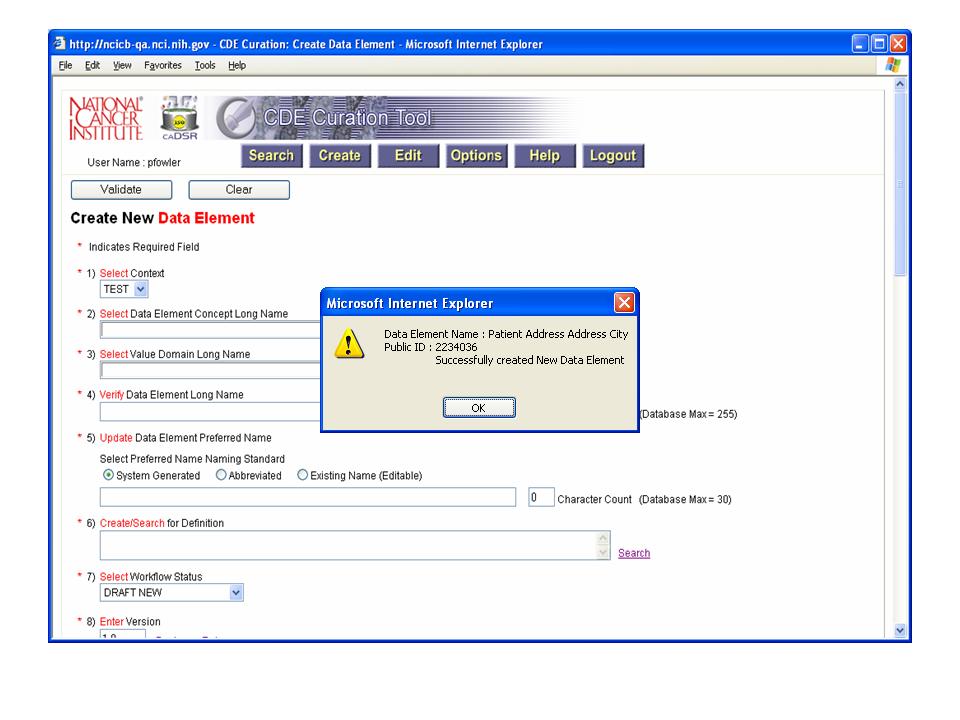 http://ncicb-qa.nci.nih.gov - CDE Curation: Create Data Element - Microsoft Internet Explorer
File Edit View Favorites Tools Help
NATIONAL CANCER INSTITUTE
caDSR
CDE Curation Tool
User Name : pfowler
Search Create Edit Options Help Logout
Validate Clear
Create New Data Element
* Indicates Required Field
* 1) Select Context
TEST
* 2) Select Data Element Concept Long Name
* 3) Select Value Domain Long Name
* 4) Verify Data Element Long Name
(Database Max = 255)
Microsoft Internet Explorer
Data Element Name : Patient Address Address City
Public ID : 2234036
Successfully created New Data Element
OK
* 5) Update Data Element Preferred Name
Select Preferred Name Naming Standard
System Generated Abbreviated Existing Name (Editable)
0 Character Count (Database Max = 30)
* 6) Create/Search for Definition
Search
* 7) Select Workflow Status
DRAFT NEW
* 8) Enter Version